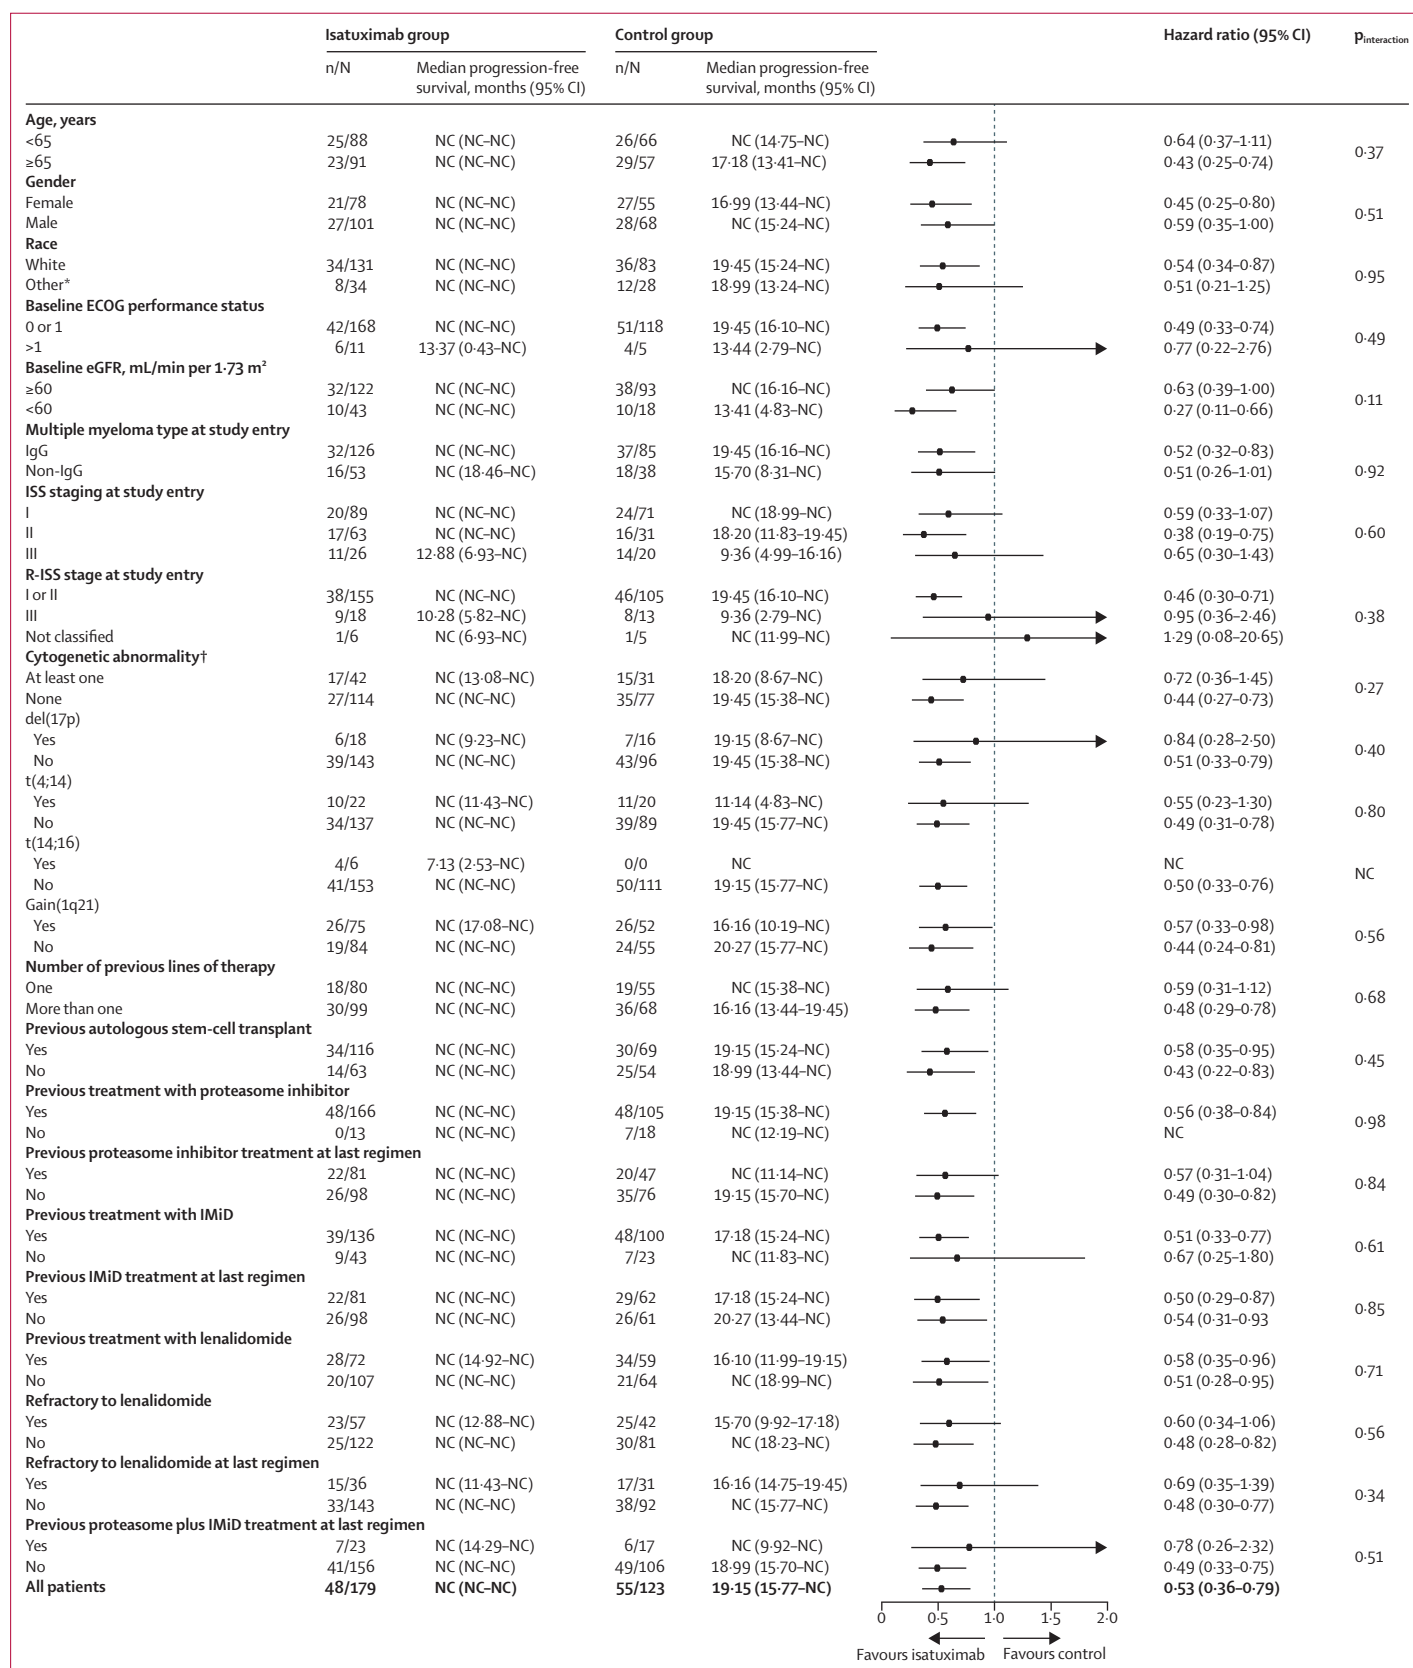 Isatuximab group Control group Hazard ratio (95% CI) pinteraction
n/N Median progression-free survival, months (95% CI) n/N Median progression-free survival, months (95% CI)
Age, years
<65 25/88 NC (NC–NC) 26/66 NC (14·75–NC) 0·64 (0·37–1·11)
0·37
≥65 23/91 NC (NC–NC) 29/57 17·18 (13·41–NC) 0·43 (0·25–0·74)
Gender
Female 21/78 NC (NC–NC) 27/55 16·99 (13·44–NC) 0·45 (0·25–0·80)
0·51
Male 27/101 NC (NC–NC) 28/68 NC (15·24–NC) 0·59 (0·35–1·00)
Race
White 34/131 NC (NC–NC) 36/83 19·45 (15·24–NC) 0·54 (0·34–0·87)
0·95
Other* 8/34 NC (NC–NC) 12/28 18·99 (13·24–NC) 0·51 (0·21–1·25)
Baseline ECOG performance status
0 or 1 42/168 NC (NC–NC) 51/118 19·45 (16·10–NC) 0·49 (0·33–0·74)
0·49
>1 6/11 13·37 (0·43–NC) 4/5 13·44 (2·79–NC) 0·77 (0·22–2·76)
Baseline eGFR, mL/min per 1·73 m²
≥60 32/122 NC (NC–NC) 38/93 NC (16·16–NC) 0·63 (0·39–1·00)
0·11
<60 10/43 NC (NC–NC) 10/18 13·41 (4·83–NC) 0·27 (0·11–0·66)
Multiple myeloma type at study entry
IgG 32/126 NC (NC–NC) 37/85 19·45 (16·16–NC) 0·52 (0·32–0·83)
Non-IgG 16/53 NC (18·46–NC) 18/38 15·70 (8·31–NC) 0·51 (0·26–1·01) 0·92
ISS staging at study entry
I 20/89 NC (NC–NC) 24/71 NC (18·99–NC) 0·59 (0·33–1·07)
II 17/63 NC (NC–NC) 16/31 18·20 (11·83–19·45) 0·38 (0·19–0·75) 0·60
III 11/26 12·88 (6·93–NC) 14/20 9·36 (4·99–16·16) 0·65 (0·30–1·43)
R-ISS stage at study entry
I or II 38/155 NC (NC–NC) 46/105 19·45 (16·10–NC) 0·46 (0·30–0·71)
III 9/18 10·28 (5·82–NC) 8/13 9·36 (2·79–NC) 0·95 (0·36–2·46) 0·38
Not classified 1/6 NC (6·93–NC) 1/5 NC (11·99–NC) 1·29 (0·08–20·65)
Cytogenetic abnormality†
At least one 17/42 NC (13·08–NC) 15/31 18·20 (8·67–NC) 0·72 (0·36–1·45)
0·27
None 27/114 NC (NC–NC) 35/77 19·45 (15·38–NC) 0·44 (0·27–0·73)
del(17p)
Yes 6/18 NC (9·23–NC) 7/16 19·15 (8·67–NC) 0·84 (0·28–2·50)
0·40
No 39/143 NC (NC–NC) 43/96 19·45 (15·38–NC) 0·51 (0·33–0·79)
t(4;14)
Yes 10/22 NC (11·43–NC) 11/20 11·14 (4·83–NC) 0·55 (0·23–1·30)
0·80
No 34/137 NC (NC–NC) 39/89 19·45 (15·77–NC) 0·49 (0·31–0·78)
t(14;16)
Yes 4/6 7·13 (2·53–NC) 0/0 NC NC
NC
No 41/153 NC (NC–NC) 50/111 19·15 (15·77–NC) 0·50 (0·33–0·76)
Gain(1q21)
Yes 26/75 NC (17·08–NC) 26/52 16·16 (10·19–NC) 0·57 (0·33–0·98)
0·56
No 19/84 NC (NC–NC) 24/55 20·27 (15·77–NC) 0·44 (0·24–0·81)
Number of previous lines of therapy
One 18/80 NC (NC–NC) 19/55 NC (15·38–NC) 0·59 (0·31–1·12)
0·68
More than one 30/99 NC (NC–NC) 36/68 16·16 (13·44–19·45) 0·48 (0·29–0·78)
Previous autologous stem-cell transplant
Yes 34/116 NC (NC–NC) 30/69 19·15 (15·24–NC) 0·58 (0·35–0·95)
0·45
No 14/63 NC (NC–NC) 25/54 18·99 (13·44–NC) 0·43 (0·22–0·83)
Previous treatment with proteasome inhibitor
Yes 48/166 NC (NC–NC) 48/105 19·15 (15·38–NC) 0·56 (0·38–0·84)
0·98
No 0/13 NC (NC–NC) 7/18 NC (12·19–NC) NC
Previous proteasome inhibitor treatment at last regimen
Yes 22/81 NC (NC–NC) 20/47 NC (11·14–NC) 0·57 (0·31–1·04)
0·84
No 26/98 NC (NC–NC) 35/76 19·15 (15·70–NC) 0·49 (0·30–0·82)
Previous treatment with IMiD
Yes 39/136 NC (NC–NC) 48/100 17·18 (15·24–NC) 0·51 (0·33–0·77)
0·61
No 9/43 NC (NC–NC) 7/23 NC (11·83–NC) 0·67 (0·25–1·80)
Previous IMiD treatment at last regimen
Yes 22/81 NC (NC–NC) 29/62 17·18 (15·24–NC) 0·50 (0·29–0·87)
0·85
No 26/98 NC (NC–NC) 26/61 20·27 (13·44–NC) 0·54 (0·31–0·93
Previous treatment with lenalidomide
Yes 28/72 NC (14·92–NC) 34/59 16·10 (11·99–19·15) 0·58 (0·35–0·96)
0·71
No 20/107 NC (NC–NC) 21/64 NC (18·99–NC) 0·51 (0·28–0·95)
Refractory to lenalidomide
Yes 23/57 NC (12·88–NC) 25/42 15·70 (9·92–17·18) 0·60 (0·34–1·06)
0·56
No 25/122 NC (NC–NC) 30/81 NC (18·23–NC) 0·48 (0·28–0·82)
Refractory to lenalidomide at last regimen
Yes 15/36 NC (11·43–NC) 17/31 16·16 (14·75–19·45) 0·69 (0·35–1·39)
0·34
No 33/143 NC (NC–NC) 38/92 NC (15·77–NC) 0·48 (0·30–0·77)
Previous proteasome plus IMiD treatment at last regimen
Yes 7/23 NC (14·29–NC) 6/17 NC (9·92–NC) 0·78 (0·26–2·32)
0·51
No 41/156 NC (NC–NC) 49/106 18·99 (15·70–NC) 0·49 (0·33–0·75)
All patients 48/179 NC (NC–NC) 55/123 19·15 (15·77–NC) 0·53 (0·36–0·79)
0 0·5 1·0 1·5 2·0
Favours isatuximab Favours control